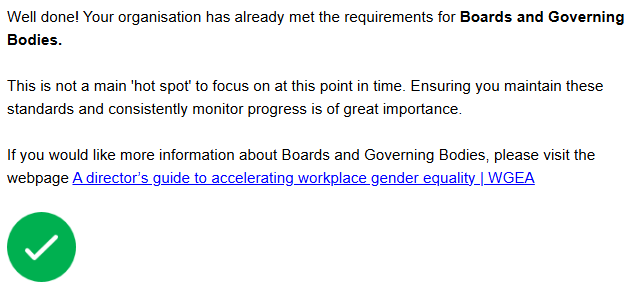 Well done! Your organisation has already met the requirements for Boards and Governing
Bodies.
This is not a main 'hot spot' to focus on at this point in time. Ensuring you maintain these
standards and consistently monitor progress is of great importance.
If you would like more information about Boards and Governing Bodies, please visit the
webpage A director's guide to accelerating workplace gender equality | WGEA